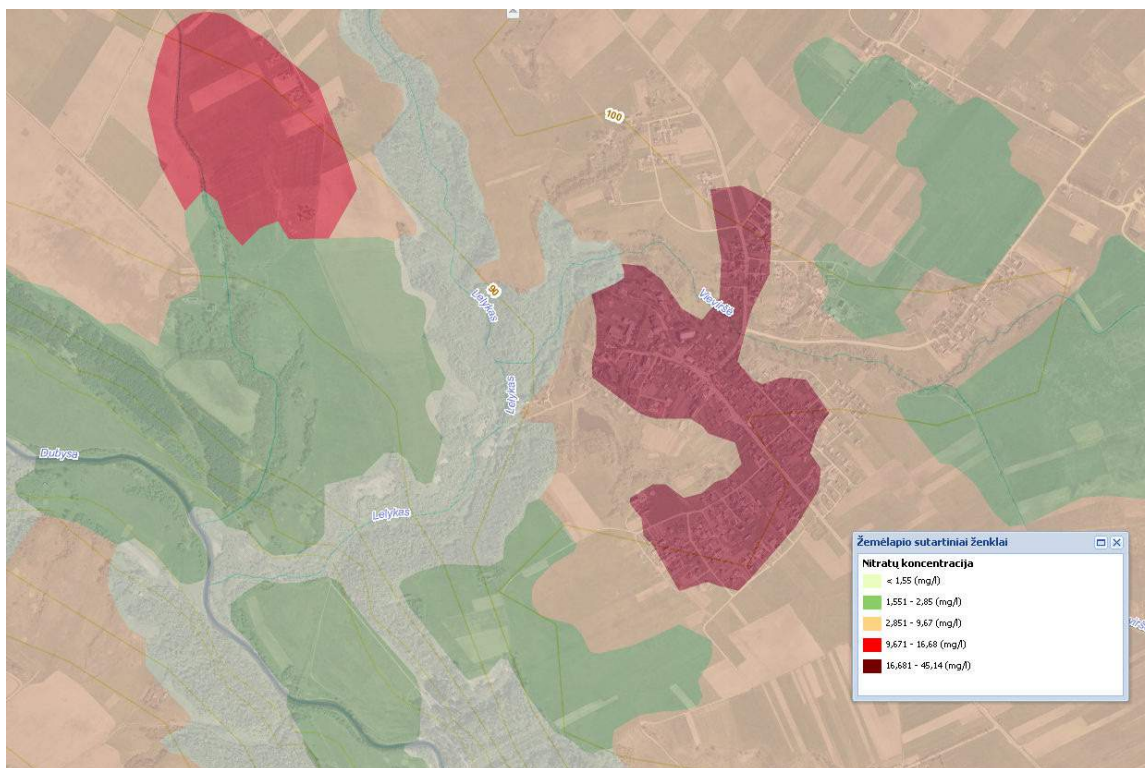 100
90
Lelykas
Vieviršė
Lelykas
Dubysa
Lelykas
Žemėlapio sutartiniai ženklai
Nitratų koncentracija
< 1,55 (mg/l)
1,551 - 2,85 (mg/l)
2,851 - 9,67 (mg/l)
9,671 - 16,68 (mg/l)
16,681 - 45,14 (mg/l)